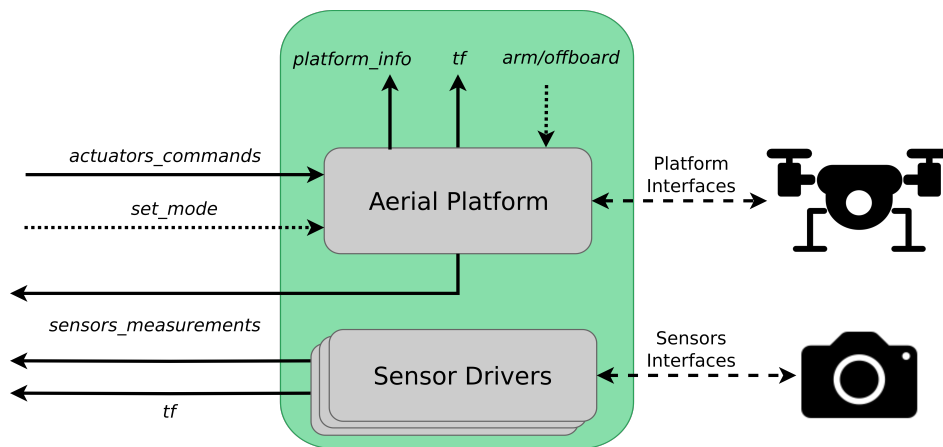 platform_info
tf
arm/offboard
actuators_commands
Platform
Interfaces
Aerial Platform
set_mode
sensors_measurements
Sensors
Interfaces
Sensor Drivers
tf